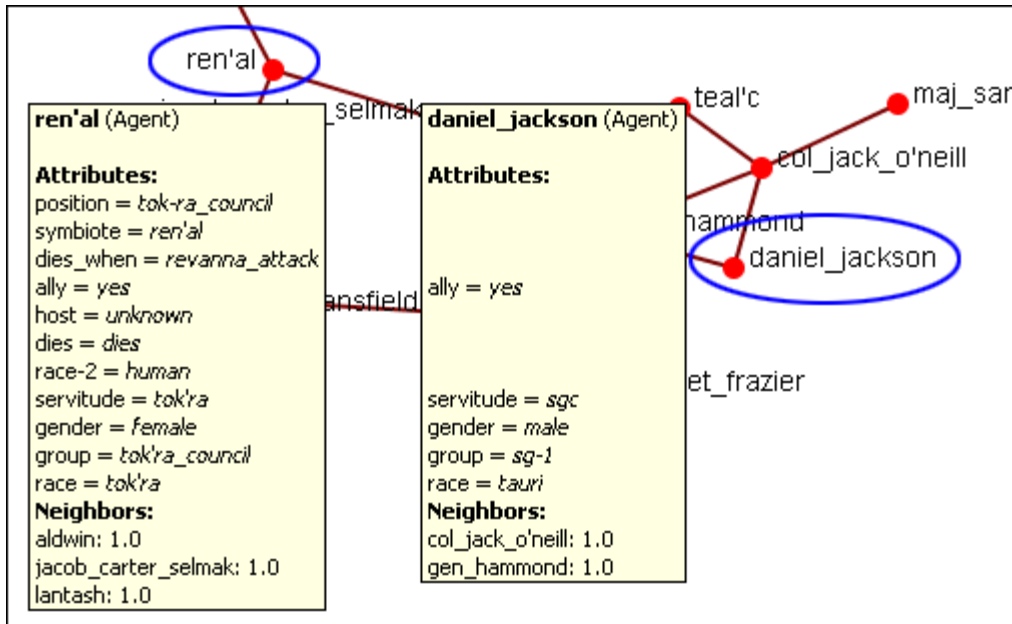 ren'al
teal'c
maj_sar
_selmak
col_jack_o'neill
hammond
daniel_jackson
ansfield
et_frazier
ren'al (Agent)
Attributes:
position = tok-ra_council
symbiote = ren'al
dies_when = revanna_attack
ally = yes
host = unknown
dies = dies
race-2 = human
servitude = tok'ra
gender = female
group = tok'ra_council
race = tok'ra
Neighbors:
aldwin: 1.0
jacob_carter_selmak: 1.0
lantash: 1.0
daniel_jackson (Agent)
Attributes:
ally = yes
servitude = sgc
gender = male
group = sg-1
race = tauri
Neighbors:
col_jack_o'neill: 1.0
gen_hammond: 1.0